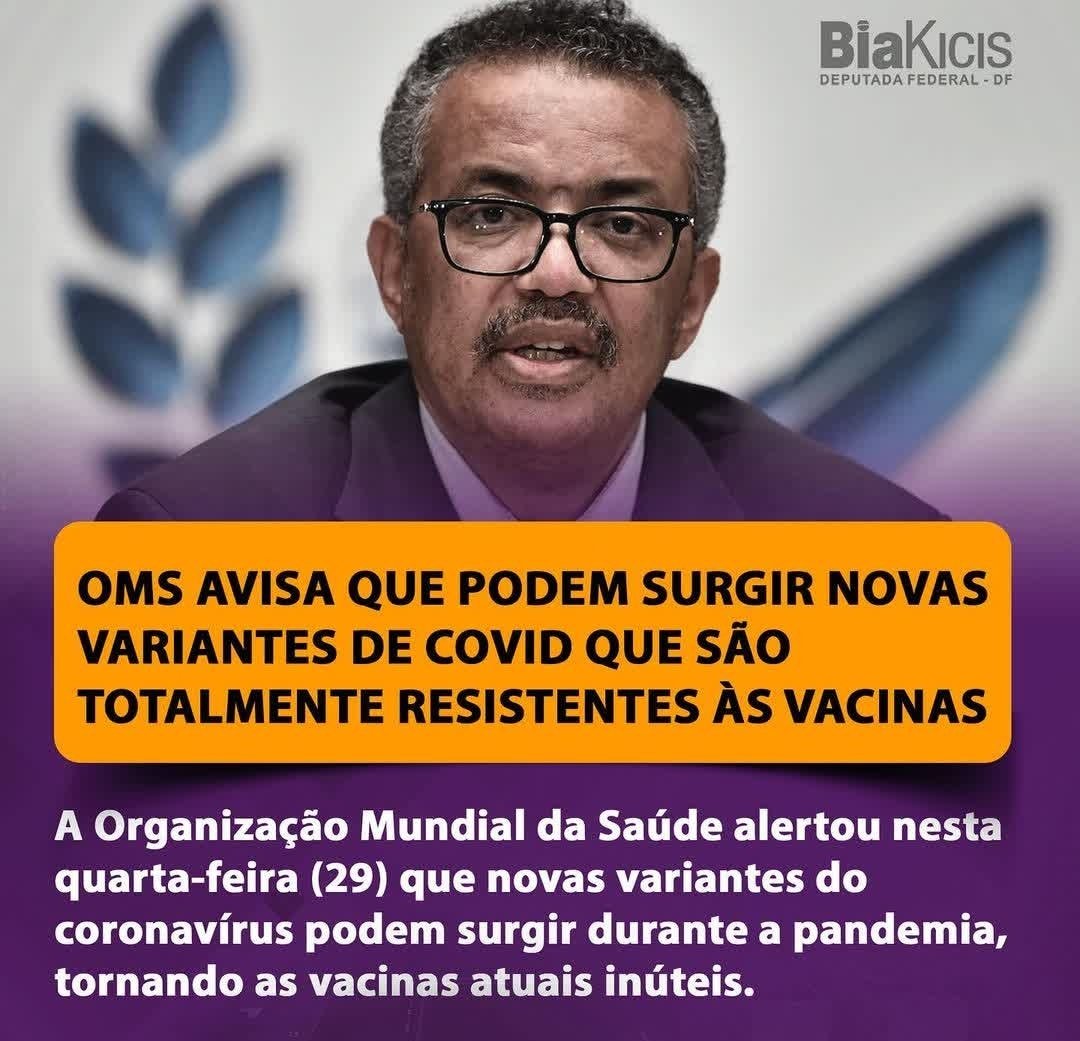 BiaKicis
DEPUTADA FEDERAL - DF
OMS AVISA QUE PODEM SURGIR NOVAS
VARIANTES DE COVID QUE SÃO
TOTALMENTE RESISTENTES ÀS VACINAS
A Organização Mundial da Saúde alertou nesta
quarta-feira (29) que novas variantes do
coronavírus podem surgir durante a pandemia,
tornando as vacinas atuais inúteis.